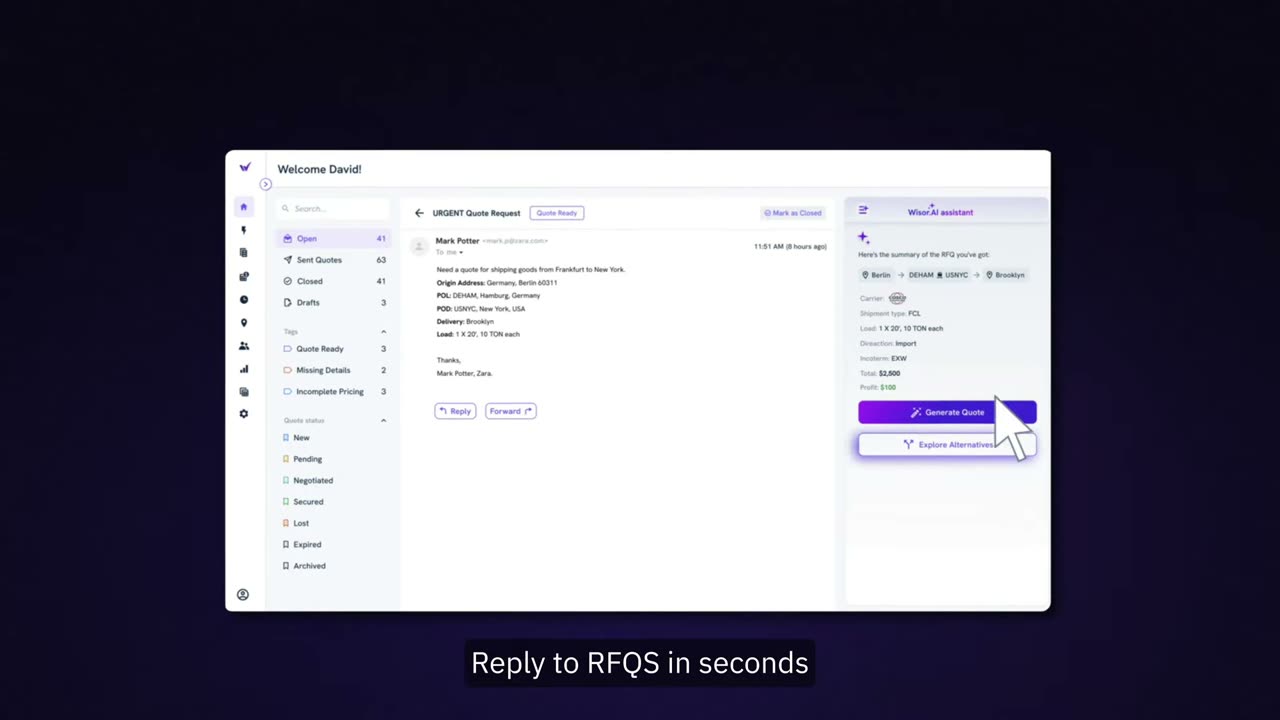 Welcome David!
Search...
Open 41
Sent Quotes 63
Closed 41
Drafts 3
Tags
Quote Ready 3
Missing Details 2
Incomplete Pricing 3
Quote status
New
Pending
Negotiated
Secured
Lost
Expired
Archived
URGENT Quote Request Quote Ready Mark as Closed
Mark Potter <mark.p@zara.com> 11:51 AM (8 hours ago)
To me
Need a quote for shipping goods from Frankfurt to New York.
Origin Address: Germany, Berlin 60311
POL: DEHAM, Hamburg, Germany
POD: USNYC, New York, USA
Delivery: Brooklyn
Load: 1 X 20', 10 TON each
Thanks,
Mark Potter, Zara.
Reply Forward
Wisor.AI assistant
Here's the summary of the RFQ you've got:
Berlin DEHAM USNYC Brooklyn
Carrier:
Shipment type: FCL
Load: 1 X 20', 10 TON each
Direaction: Import
Incoterm: EXW
Total: $2,500
Profit: $100
Generate Quote
Explore Alternatives
Reply to RFQS in seconds